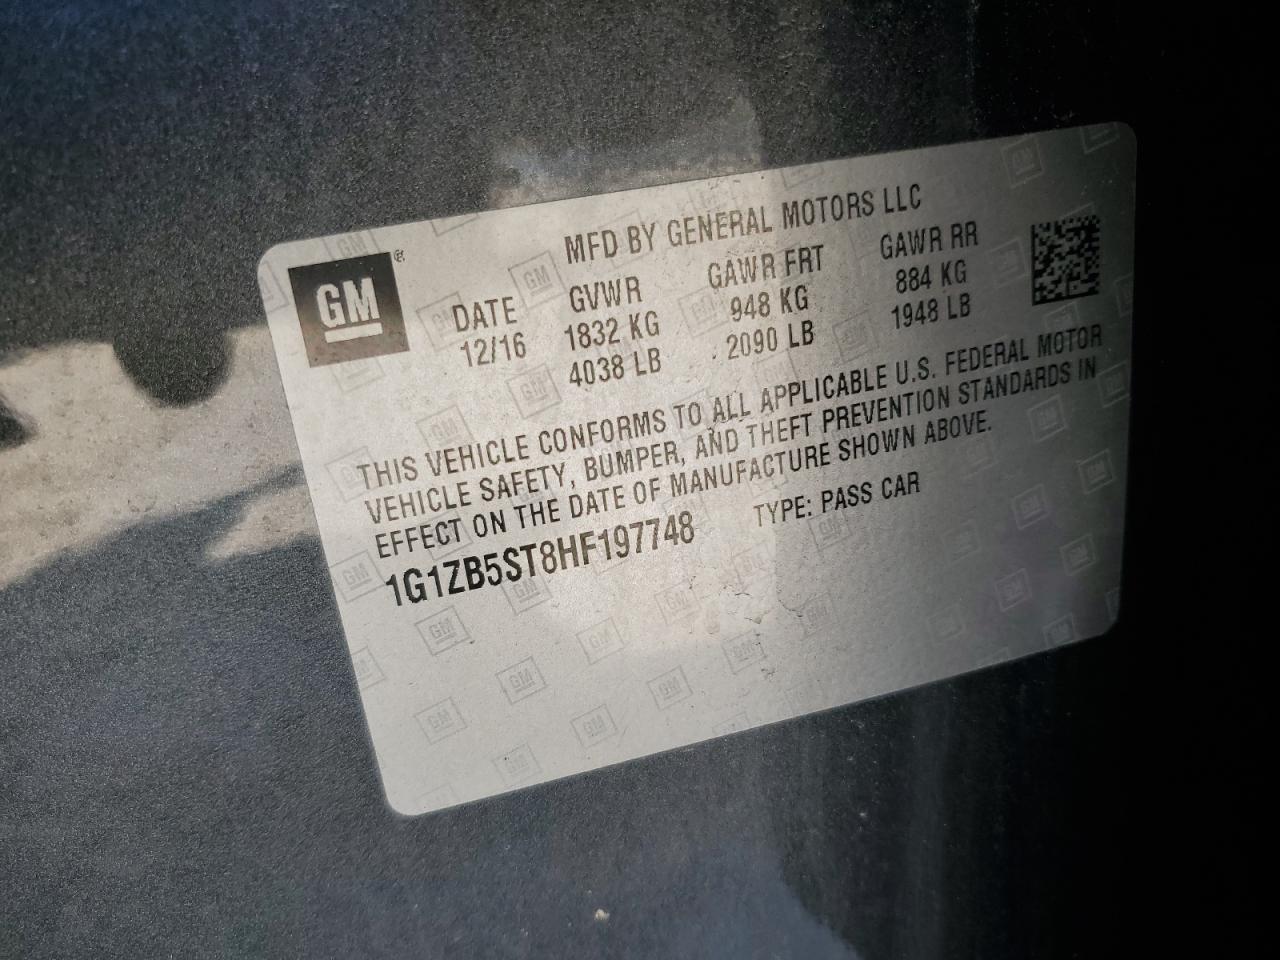 GM®
MFD BY GENERAL MOTORS LLC
DATE GVWR GAWR FRT GAWR RR
12/16 1832 KG 948 KG 884 KG
4038 LB 2090 LB 1948 LB
THIS VEHICLE CONFORMS TO ALL APPLICABLE U.S. FEDERAL MOTOR
VEHICLE SAFETY, BUMPER, AND THEFT PREVENTION STANDARDS IN
EFFECT ON THE DATE OF MANUFACTURE SHOWN ABOVE.
1G1ZB5ST8HF197748 TYPE: PASS CAR